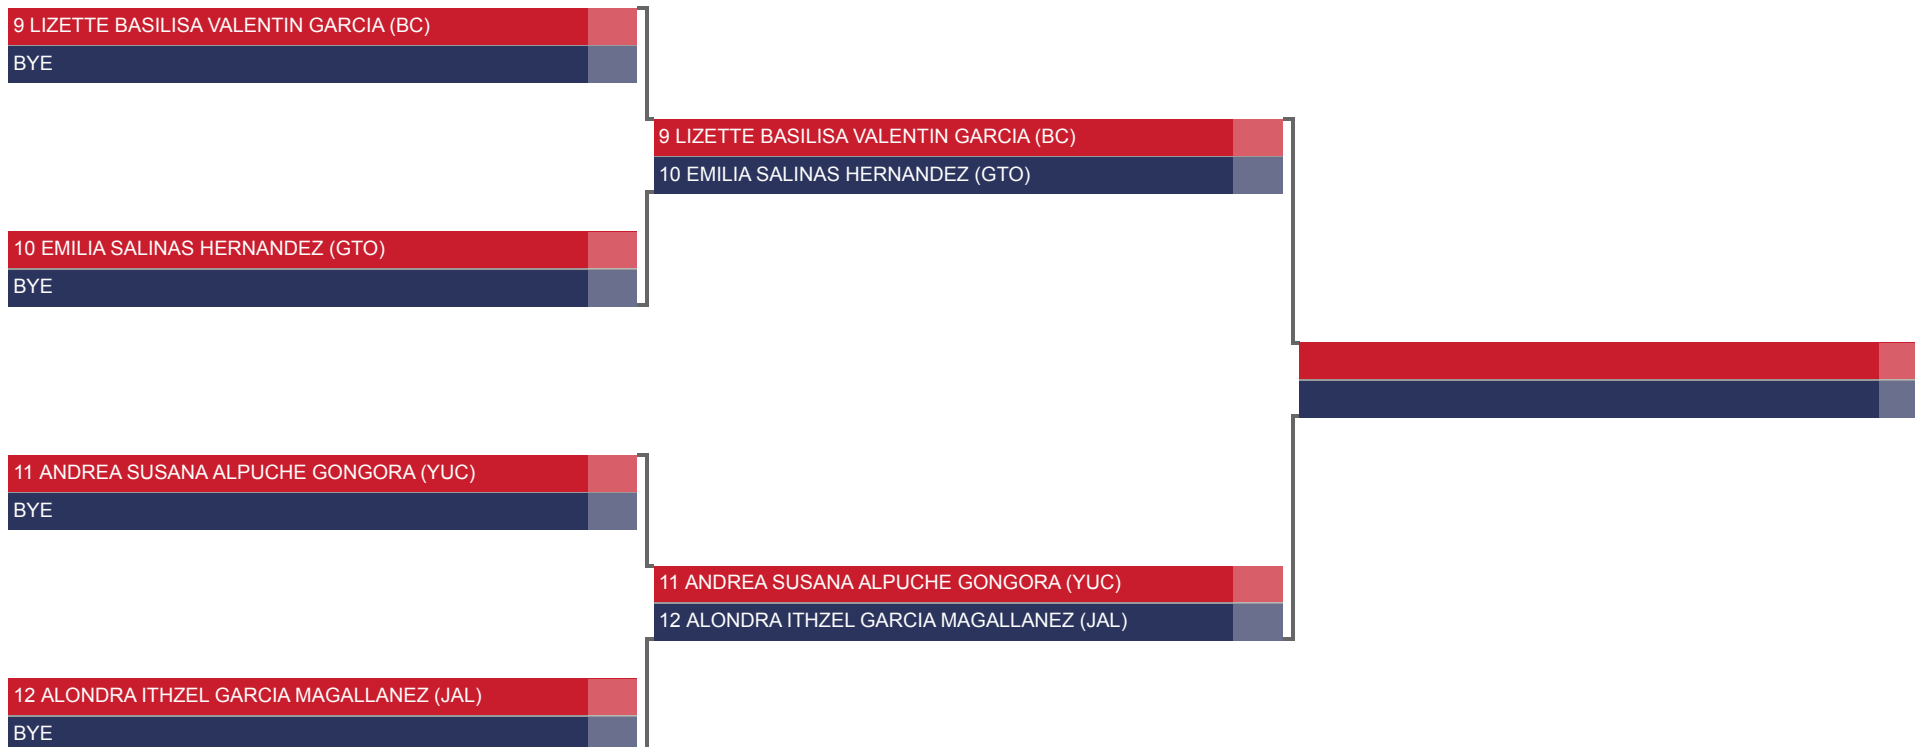 9 LIZETTE BASILISA VALENTIN GARCIA (BC)
BYE
10 EMILIA SALINAS HERNANDEZ (GTO)
BYE
11 ANDREA SUSANA ALPUCHE GONGORA (YUC)
BYE
12 ALONDRA ITHZEL GARCIA MAGALLANEZ (JAL)
BYE
9 LIZETTE BASILISA VALENTIN GARCIA (BC)
10 EMILIA SALINAS HERNANDEZ (GTO)
11 ANDREA SUSANA ALPUCHE GONGORA (YUC)
12 ALONDRA ITHZEL GARCIA MAGALLANEZ (JAL)